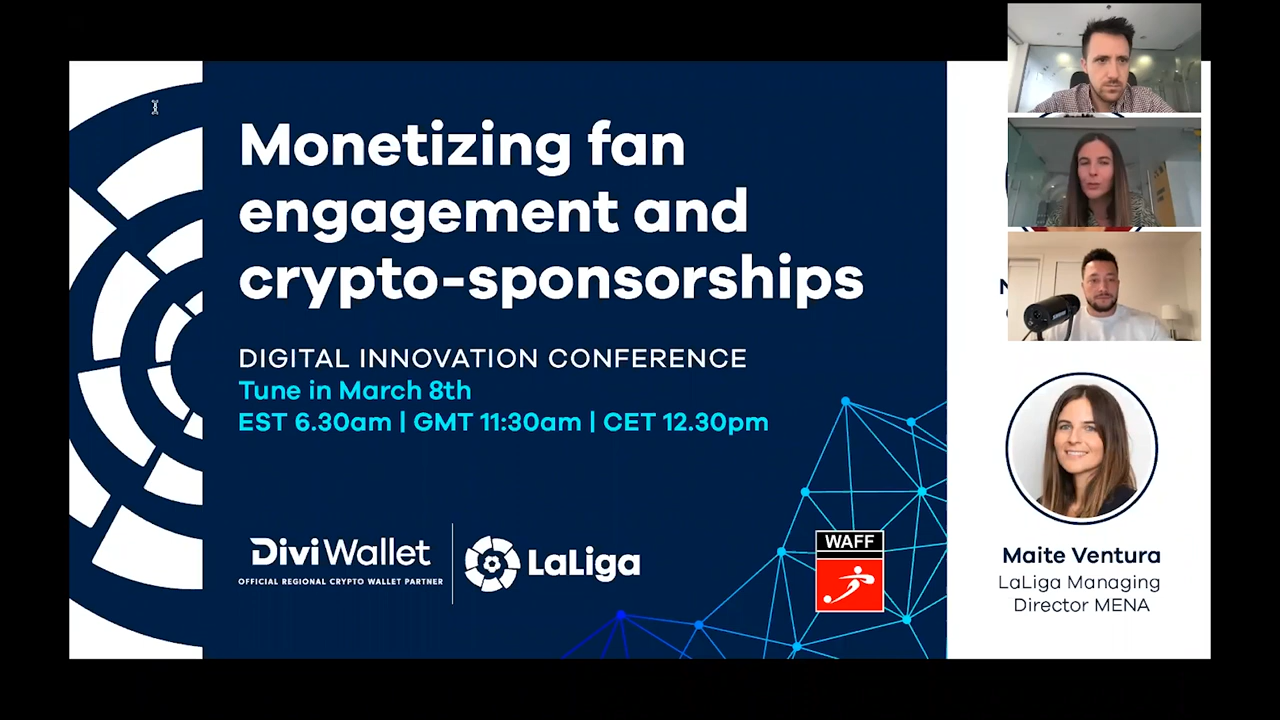 Monetizing fan
engagement and
crypto-sponsorships
DIGITAL INNOVATION CONFERENCE
Tune in March 8th
EST 6.30am | GMT 11:30am | CET 12.30pm
Divi Wallet
OFFICIAL REGIONAL CRYPTO WALLET PARTNER
LaLiga
WAFF
Maite Ventura
LaLiga Managing
Director MENA